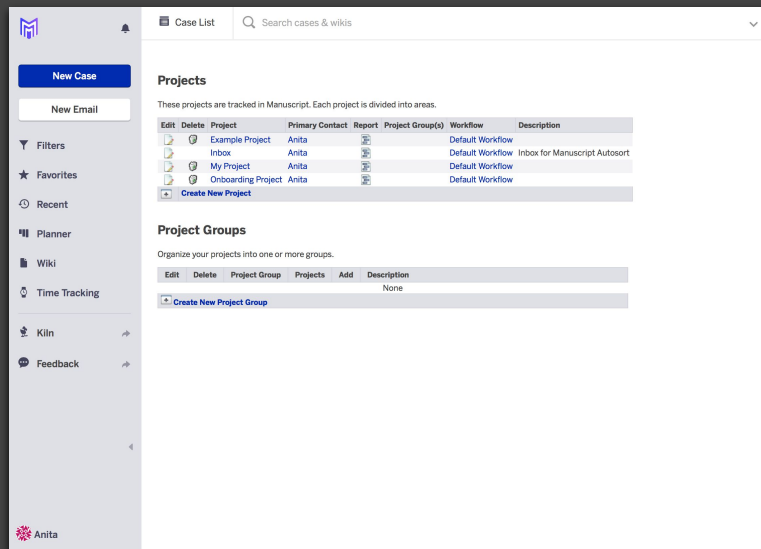 Case List
Search cases & wikis
New Case
New Email
Filters
Favorites
Recent
Planner
Wiki
Time Tracking
Kiln
Feedback
Anita
Projects
These projects are tracked in Manuscript. Each project is divided into areas.
Edit Delete Project Primary Contact Report Project Group(s) Workflow Description
Example Project Anita Default Workflow
Inbox Anita Default Workflow Inbox for Manuscript Autosort
My Project Anita Default Workflow
Onboarding Project Anita Default Workflow
Create New Project
Project Groups
Organize your projects into one or more groups.
Edit Delete Project Group Projects Add Description
None
Create New Project Group